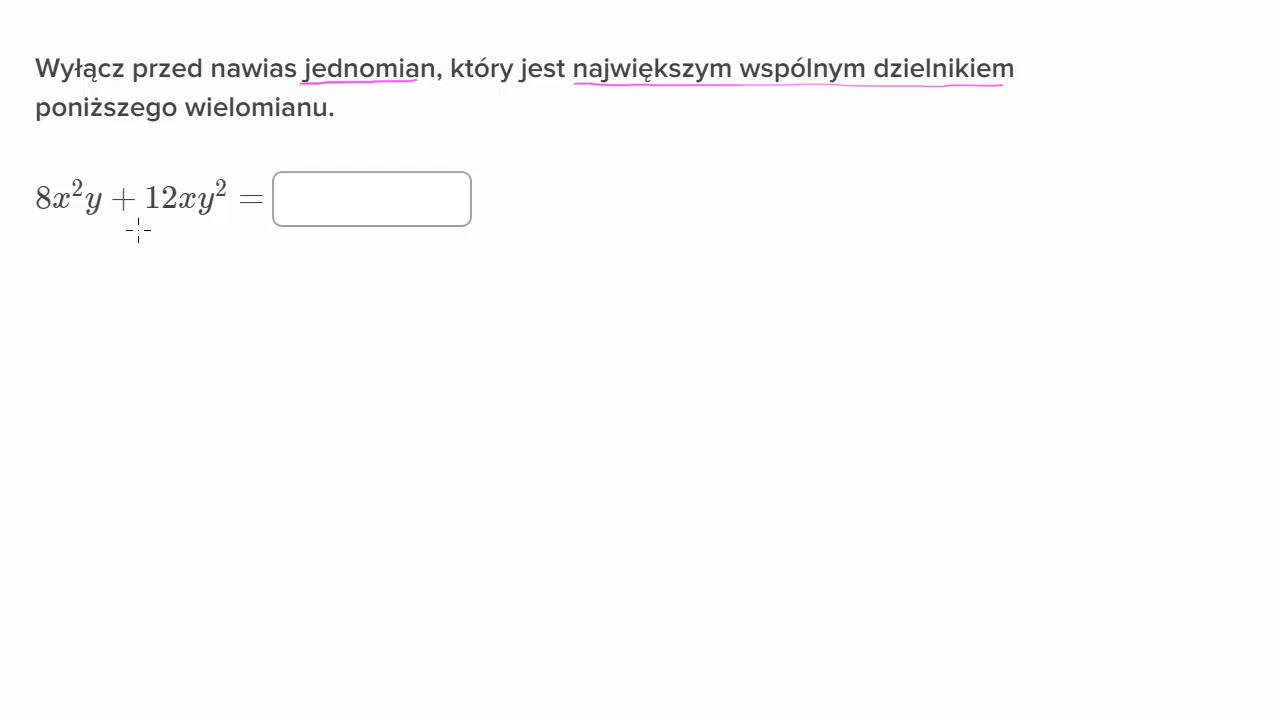 Wyłącz przed nawias jednomian, który jest największym wspólnym dzielnikiem
poniższego wielomianu.
8x²y + 12xy² =